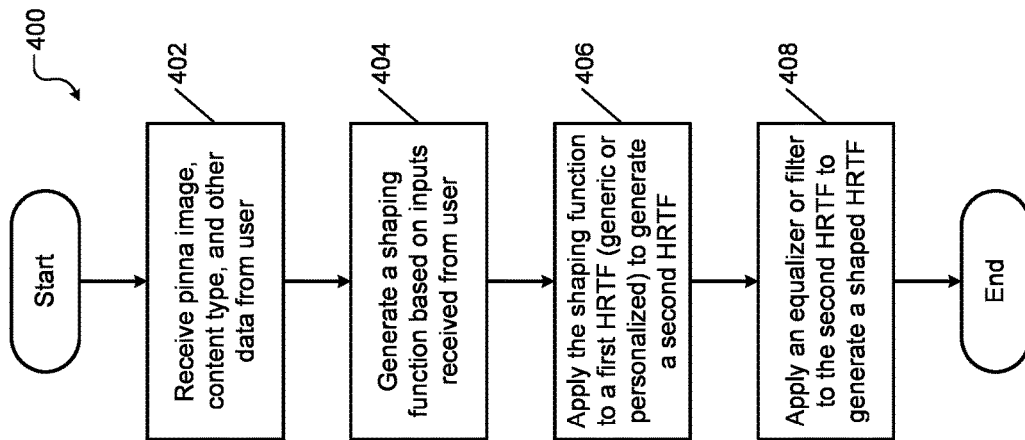 400
Start
402
Receive pinna image,
content type, and other
data from user
404
Generate a shaping
function based on inputs
received from user
406
Apply the shaping function
to a first HRTF (generic or
personalized) to generate
a second HRTF
408
Apply an equalizer or filter
to the second HRTF to
generate a shaped HRTF
End